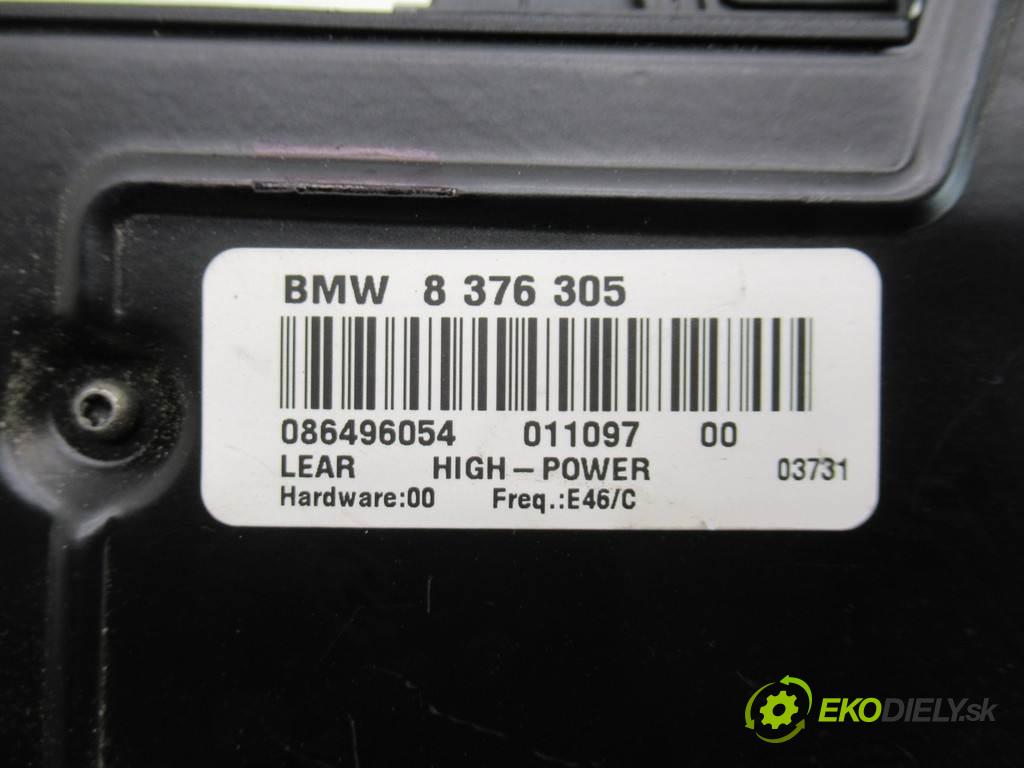 BMW 8 376 305
086496054 011097 00
LEAR HIGH-POWER 03731
Hardware:00 Freq.:E46/C
EKODIELY.sk